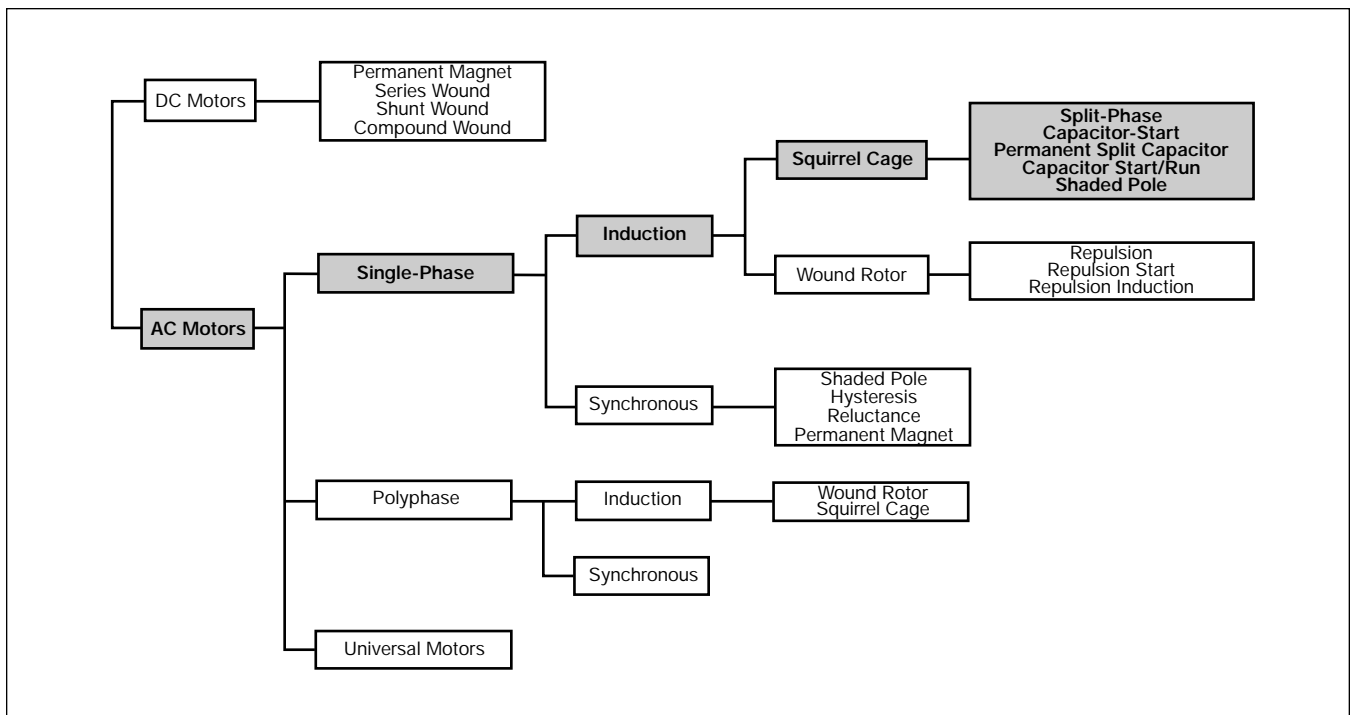 DC Motors
Permanent Magnet
Series Wound
Shunt Wound
Compound Wound
AC Motors
Single-Phase
Induction
Squirrel Cage
Split-Phase
Capacitor-Start
Permanent Split Capacitor
Capacitor Start/Run
Shaded Pole
Wound Rotor
Repulsion
Repulsion Start
Repulsion Induction
Synchronous
Shaded Pole
Hysteresis
Reluctance
Permanent Magnet
Polyphase
Induction
Wound Rotor
Squirrel Cage
Synchronous
Universal Motors